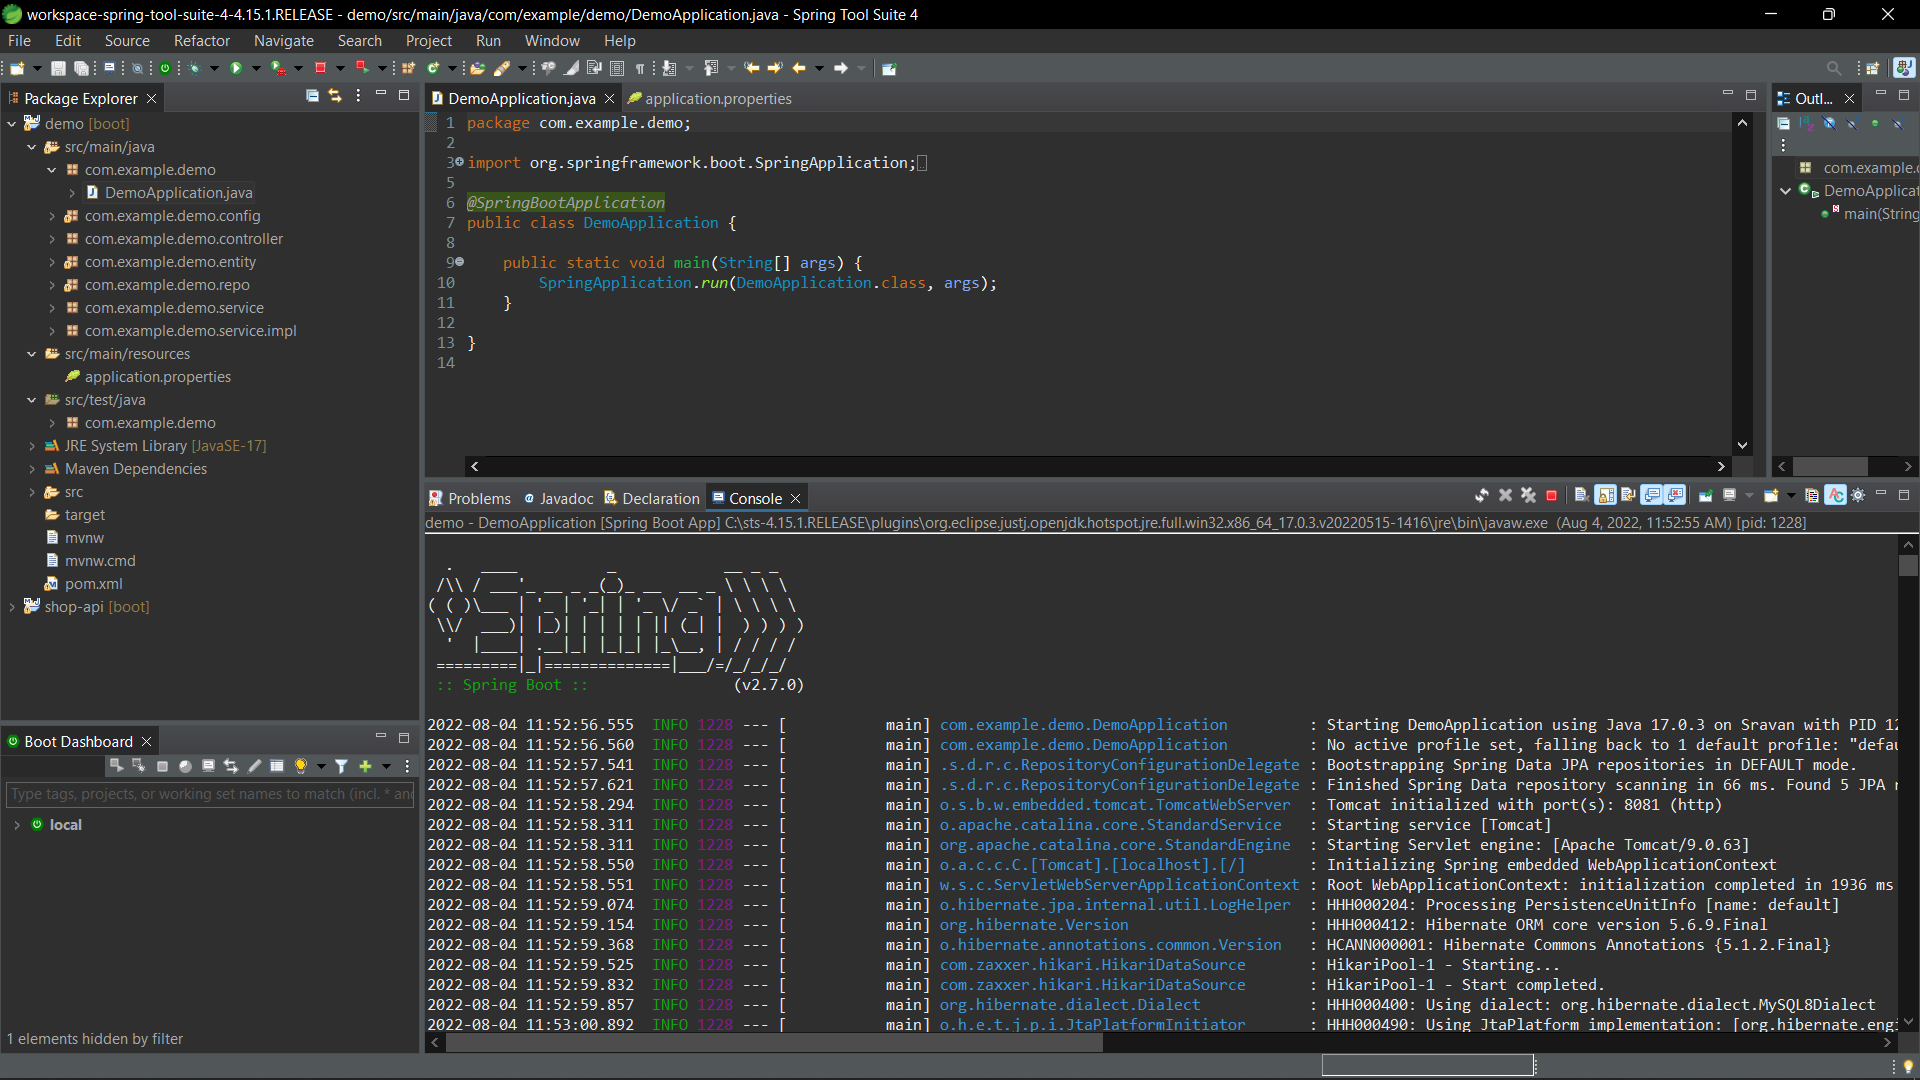 workspace-spring-tool-suite-4-4.15.1.RELEASE - demo/src/main/java/com/example/demo/DemoApplication.java - Spring Tool Suite 4
File Edit Source Refactor Navigate Search Project Run Window Help
Package Explorer
demo [boot]
src/main/java
com.example.demo
DemoApplication.java
com.example.demo.config
com.example.demo.controller
com.example.demo.entity
com.example.demo.repo
com.example.demo.service
com.example.demo.service.impl
src/main/resources
application.properties
src/test/java
com.example.demo
JRE System Library [JavaSE-17]
Maven Dependencies
src
target
mvnw
mvnw.cmd
pom.xml
shop-api [boot]
Boot Dashboard
Type tags, projects, or working set names to match (incl. * an
local
1 elements hidden by filter
DemoApplication.java application.properties
1 package com.example.demo;
2
3 import org.springframework.boot.SpringApplication;
5
6 @SpringBootApplication
7 public class DemoApplication {
8
9 public static void main(String[] args) {
10 SpringApplication.run(DemoApplication.class, args);
11 }
12
13 }
14
Outl...
com.example.
DemoApplicat
main(String
Problems Javadoc Declaration Console
demo - DemoApplication [Spring Boot App] C:\sts-4.15.1.RELEASE\plugins\org.eclipse.justj.openjdk.hotspot.jre.full.win32.x86_64_17.0.3.v20220515-1416\jre\bin\javaw.exe (Aug 4, 2022, 11:52:55 AM) [pid: 1228]
Spring
:: Spring Boot :: (v2.7.0)
2022-08-04 11:52:56.555 INFO 1228 --- [ main] com.example.demo.DemoApplication : Starting DemoApplication using Java 17.0.3 on Sravan with PID 12
2022-08-04 11:52:56.560 INFO 1228 --- [ main] com.example.demo.DemoApplication : No active profile set, falling back to 1 default profile: "defau
2022-08-04 11:52:57.541 INFO 1228 --- [ main] .s.d.r.c.RepositoryConfigurationDelegate : Bootstrapping Spring Data JPA repositories in DEFAULT mode.
2022-08-04 11:52:57.621 INFO 1228 --- [ main] .s.d.r.c.RepositoryConfigurationDelegate : Finished Spring Data repository scanning in 66 ms. Found 5 JPA r
2022-08-04 11:52:58.294 INFO 1228 --- [ main] o.s.b.w.embedded.tomcat.TomcatWebServer : Tomcat initialized with port(s): 8081 (http)
2022-08-04 11:52:58.311 INFO 1228 --- [ main] o.apache.catalina.core.StandardService : Starting service [Tomcat]
2022-08-04 11:52:58.311 INFO 1228 --- [ main] org.apache.catalina.core.StandardEngine : Starting Servlet engine: [Apache Tomcat/9.0.63]
2022-08-04 11:52:58.550 INFO 1228 --- [ main] o.a.c.c.C.[Tomcat].[localhost].[/] : Initializing Spring embedded WebApplicationContext
2022-08-04 11:52:58.551 INFO 1228 --- [ main] w.s.c.ServletWebServerApplicationContext : Root WebApplicationContext: initialization completed in 1936 ms
2022-08-04 11:52:59.074 INFO 1228 --- [ main] o.hibernate.jpa.internal.util.LogHelper : HHH000204: Processing PersistenceUnitInfo [name: default]
2022-08-04 11:52:59.154 INFO 1228 --- [ main] org.hibernate.Version : HHH000412: Hibernate ORM core version 5.6.9.Final
2022-08-04 11:52:59.368 INFO 1228 --- [ main] o.hibernate.annotations.common.Version : HCANN000001: Hibernate Commons Annotations {5.1.2.Final}
2022-08-04 11:52:59.525 INFO 1228 --- [ main] com.zaxxer.hikari.HikariDataSource : HikariPool-1 - Starting...
2022-08-04 11:52:59.832 INFO 1228 --- [ main] com.zaxxer.hikari.HikariDataSource : HikariPool-1 - Start completed.
2022-08-04 11:52:59.857 INFO 1228 --- [ main] org.hibernate.dialect.Dialect : HHH000400: Using dialect: org.hibernate.dialect.MySQL8Dialect
2022-08-04 11:53:00.892 INFO 1228 --- [ main] o.h.e.t.j.p.i.JtaPlatformInitiator : HHH000490: Using JtaPlatform implementation: [org.hibernate.engi